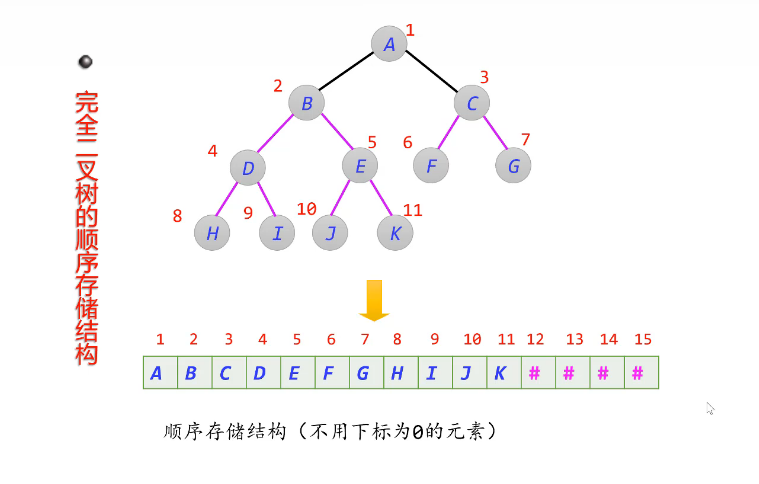 完全二叉树的顺序存储结构
1
A
2
3
B
C
4
5
6
7
D
E
F
G
8
9
10
11
H
I
J
K
1 2 3 4 5 6 7 8 9 10 11 12 13 14 15
A B C D E F G H I J K # # # #
顺序存储结构（不用下标为0的元素）